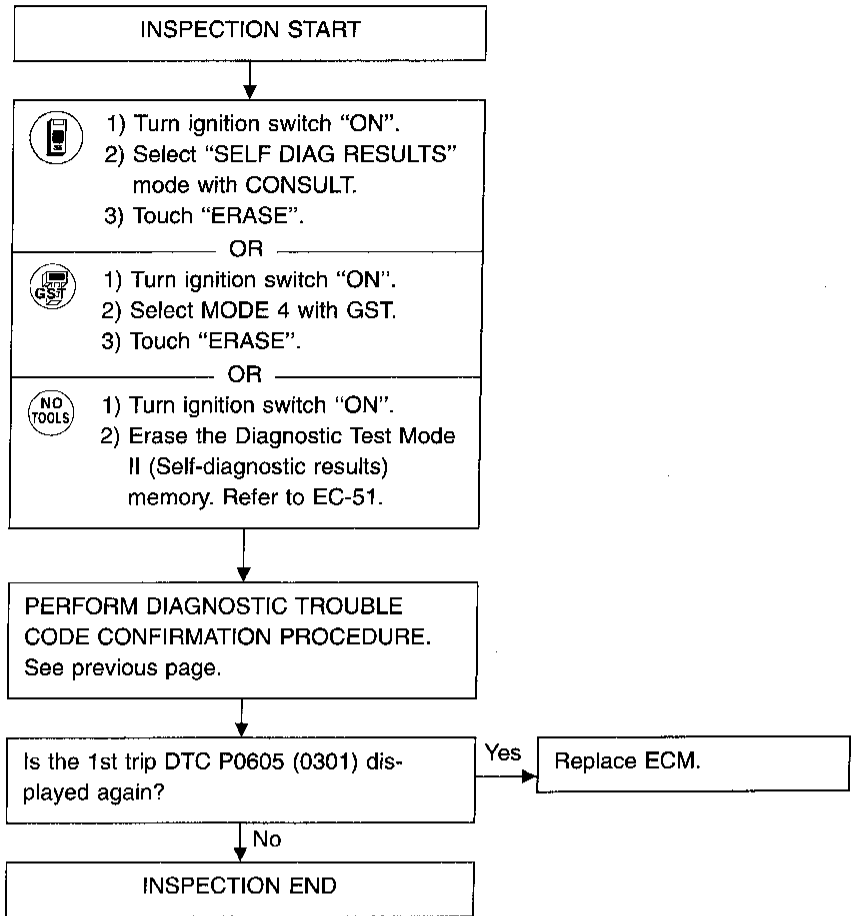 INSPECTION START
1) Turn ignition switch “ON”.
2) Select “SELF DIAG RESULTS”
mode with CONSULT.
3) Touch “ERASE”.
OR
GST
1) Turn ignition switch “ON”.
2) Select MODE 4 with GST.
3) Touch “ERASE”.
OR
NO
TOOLS
1) Turn ignition switch “ON”.
2) Erase the Diagnostic Test Mode
II (Self-diagnostic results)
memory. Refer to EC-51.
PERFORM DIAGNOSTIC TROUBLE
CODE CONFIRMATION PROCEDURE.
See previous page.
Is the 1st trip DTC P0605 (0301) dis-
played again?
Yes
Replace ECM.
No
INSPECTION END